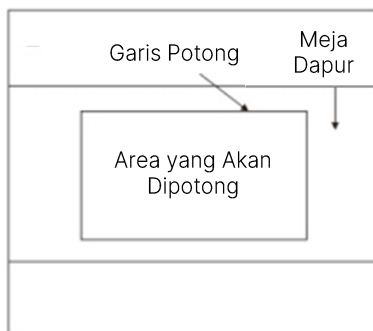 Garis Potong
Meja
Dapur
Area yang Akan
Dipotong